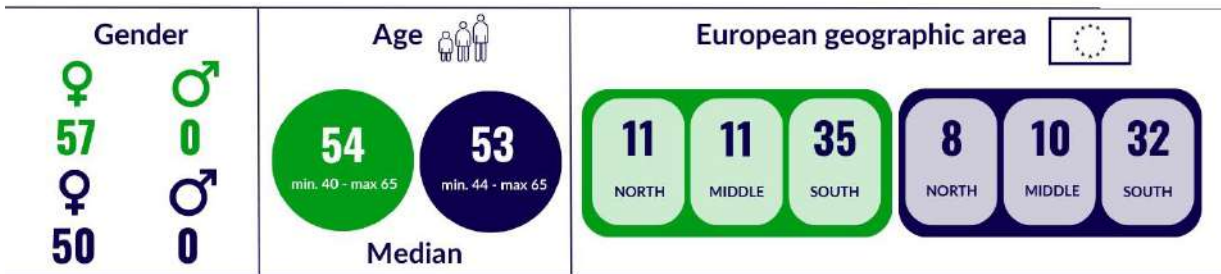 Gender
57 0
50 0
Age
54
min. 40 - max 65
53
min. 44 - max 65
Median
European geographic area
11 11 35
NORTH MIDDLE SOUTH
8 10 32
NORTH MIDDLE SOUTH